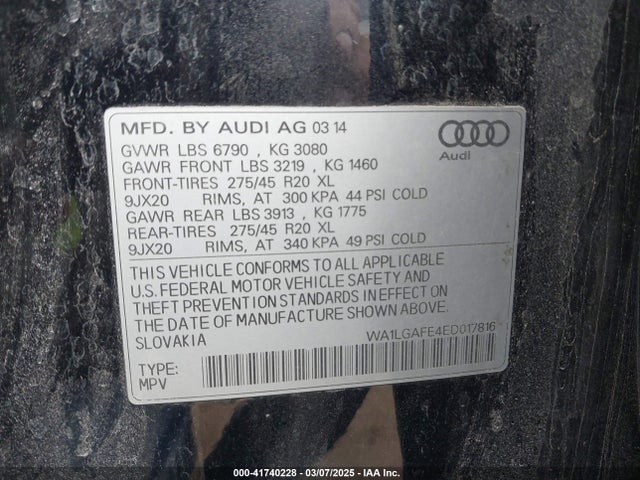 MFD. BY AUDI AG 03 14
GVWR LBS 6790 , KG 3080
GAWR FRONT LBS 3219 , KG 1460
FRONT-TIRES 275/45 R20 XL
9JX20 RIMS, AT 300 KPA 44 PSI COLD
GAWR REAR LBS 3913 , KG 1775
REAR-TIRES 275/45 R20 XL
9JX20 RIMS, AT 340 KPA 49 PSI COLD
Audi
THIS VEHICLE CONFORMS TO ALL APPLICABLE
U.S. FEDERAL MOTOR VEHICLE SAFETY AND
THEFT PREVENTION STANDARDS IN EFFECT ON
THE DATE OF MANUFACTURE SHOWN ABOVE.
SLOVAKIA WA1LGAFE4ED017816
TYPE:
MPV
000-41740228 - 03/07/2025 - IAA Inc.